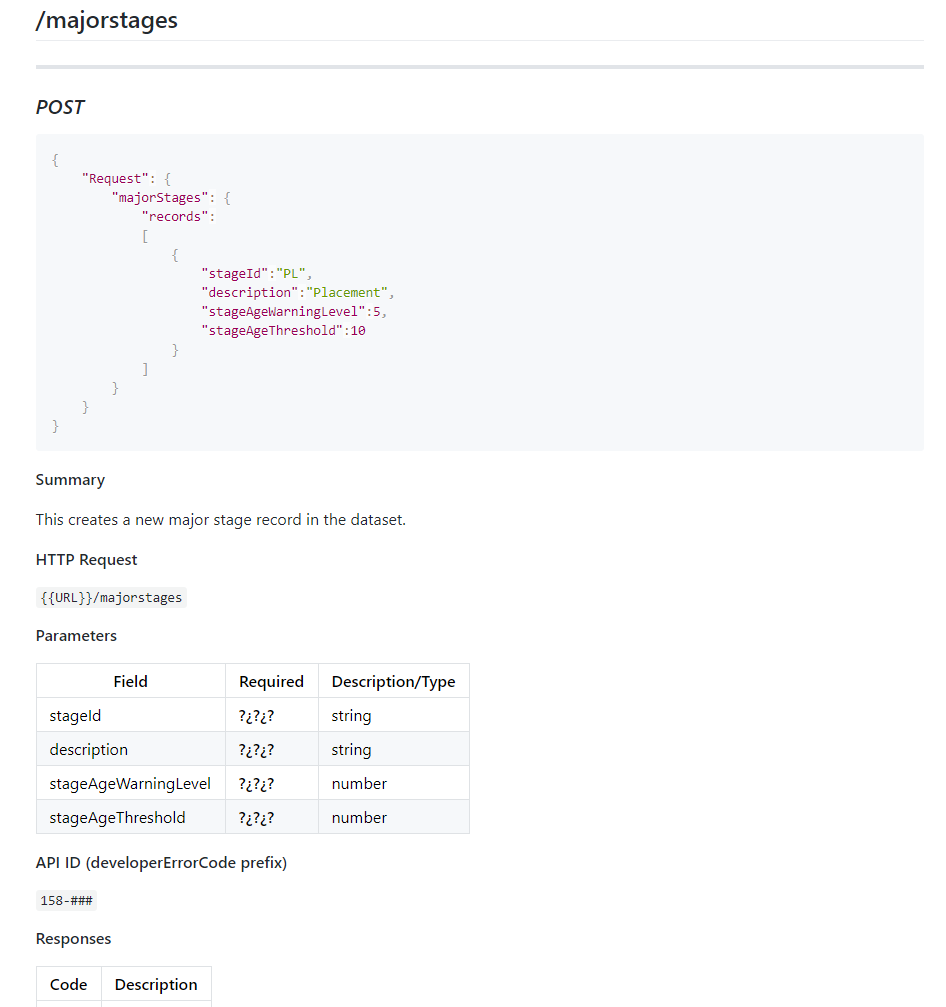 /majorstages
POST
{
"Request": {
"majorStages": {
"records":
[
{
"stageId":"PL",
"description":"Placement",
"stageAgeWarningLevel":5,
"stageAgeThreshold":10
}
]
}
}
}
Summary
This creates a new major stage record in the dataset.
HTTP Request
{{URL}}/majorstages
Parameters
Field Required Description/Type
stageId ?¿?¿? string
description ?¿?¿? string
stageAgeWarningLevel ?¿?¿? number
stageAgeThreshold ?¿?¿? number
API ID (developerErrorCode prefix)
158-###
Responses
Code Description